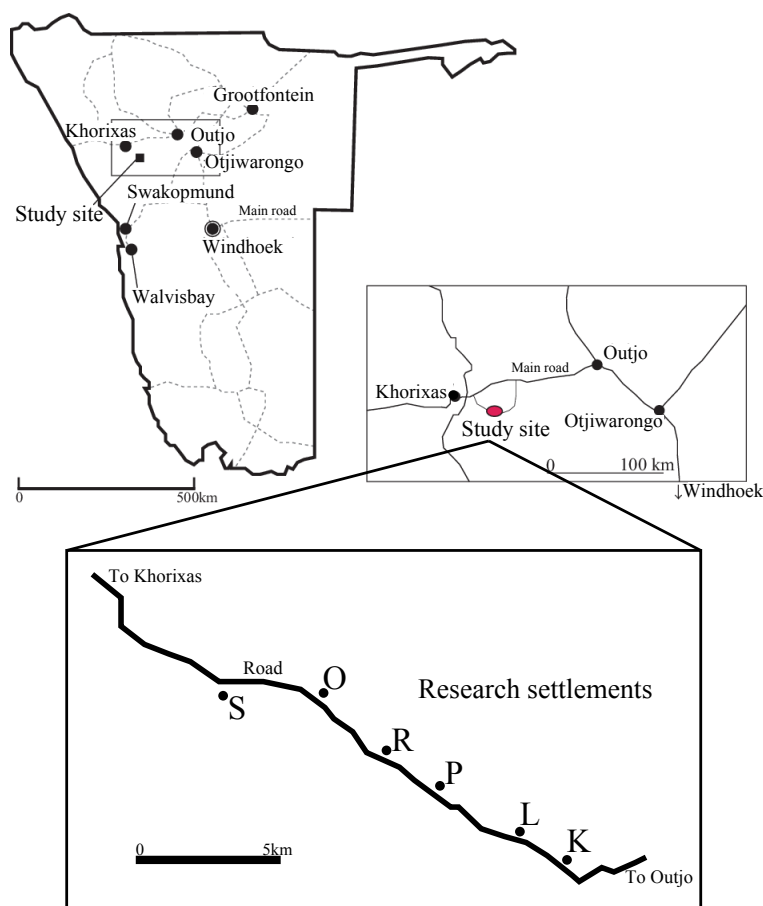 Grootfontein
Khorixas
Outjo
Otjiwarongo
Swakopmund
Study site
Main road
Windhoek
Walvisbay
0
500km
Outjo
Main road
Khorixas
Otjiwarongo
Study site
0
100 km
↓Windhoek
To Khorixas
Road
O
Research settlements
S
R
P
L
K
0
5km
To Outjo